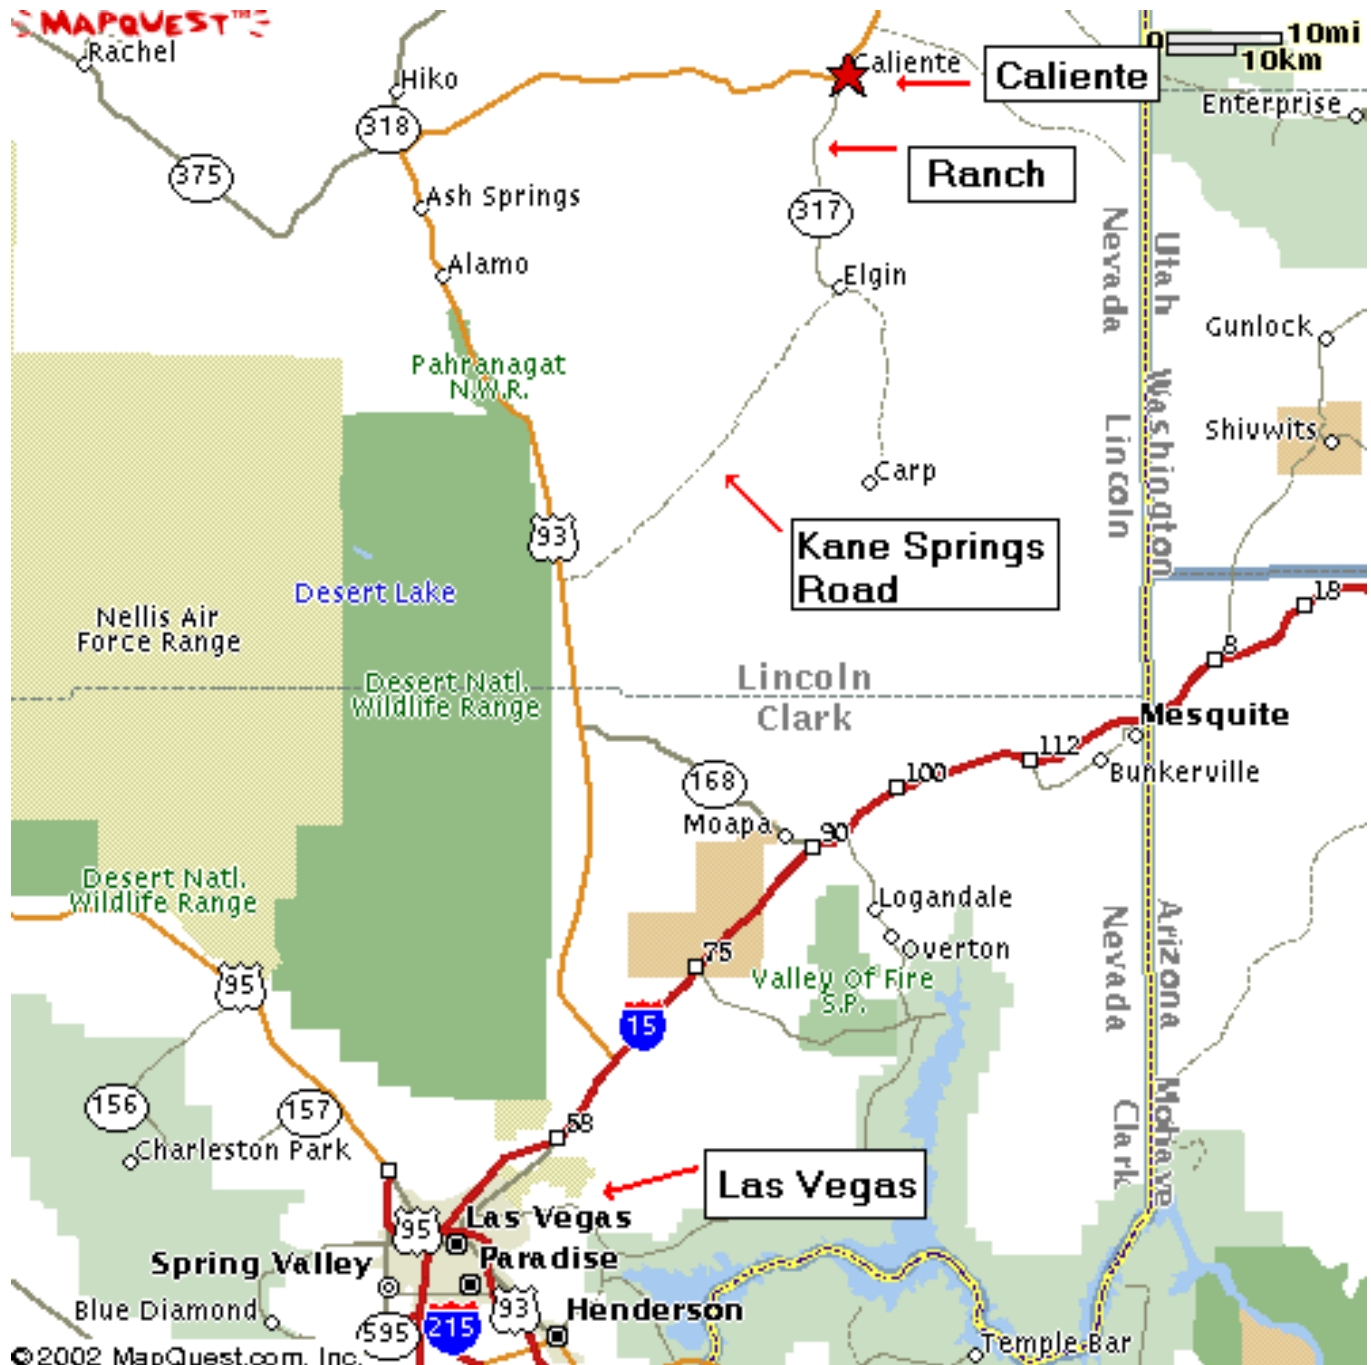 MAPQUEST™
Rachel
Hiko
Caliente
Caliente
0
10mi
10km
Enterprise
318
375
Ranch
Ash Springs
317
Alamo
Elgin
Nevada
Utah
Gunlock
Pahranagat
N.W.R.
Lincoln
Washington
Shivwits
Carp
93
Kane Springs
Road
Desert Lake
Nellis Air
Force Range
18
8
Lincoln
Clark
Desert Natl.
Wildlife Range
Mesquite
112
Bunkerville
100
168
Moapa
90
Desert Natl.
Wildlife Range
Logandale
Overton
Nevada
Arizona
75
Valley Of Fire
S.P.
95
15
156
157
58
Clark
Mohave
Charleston Park
Las Vegas
95
Las Vegas
Paradise
Spring Valley
Blue Diamond
93
Henderson
215
595
Temple Bar
©2002 MapQuest.com, Inc.